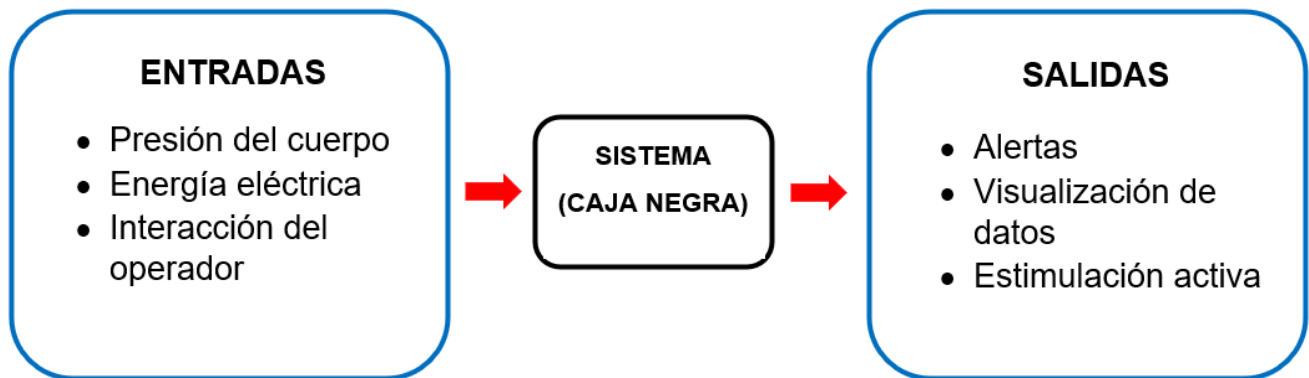 ENTRADAS
• Presión del cuerpo
• Energía eléctrica
• Interacción del
operador
SISTEMA
(CAJA NEGRA)
SALIDAS
• Alertas
• Visualización de
datos
• Estimulación activa